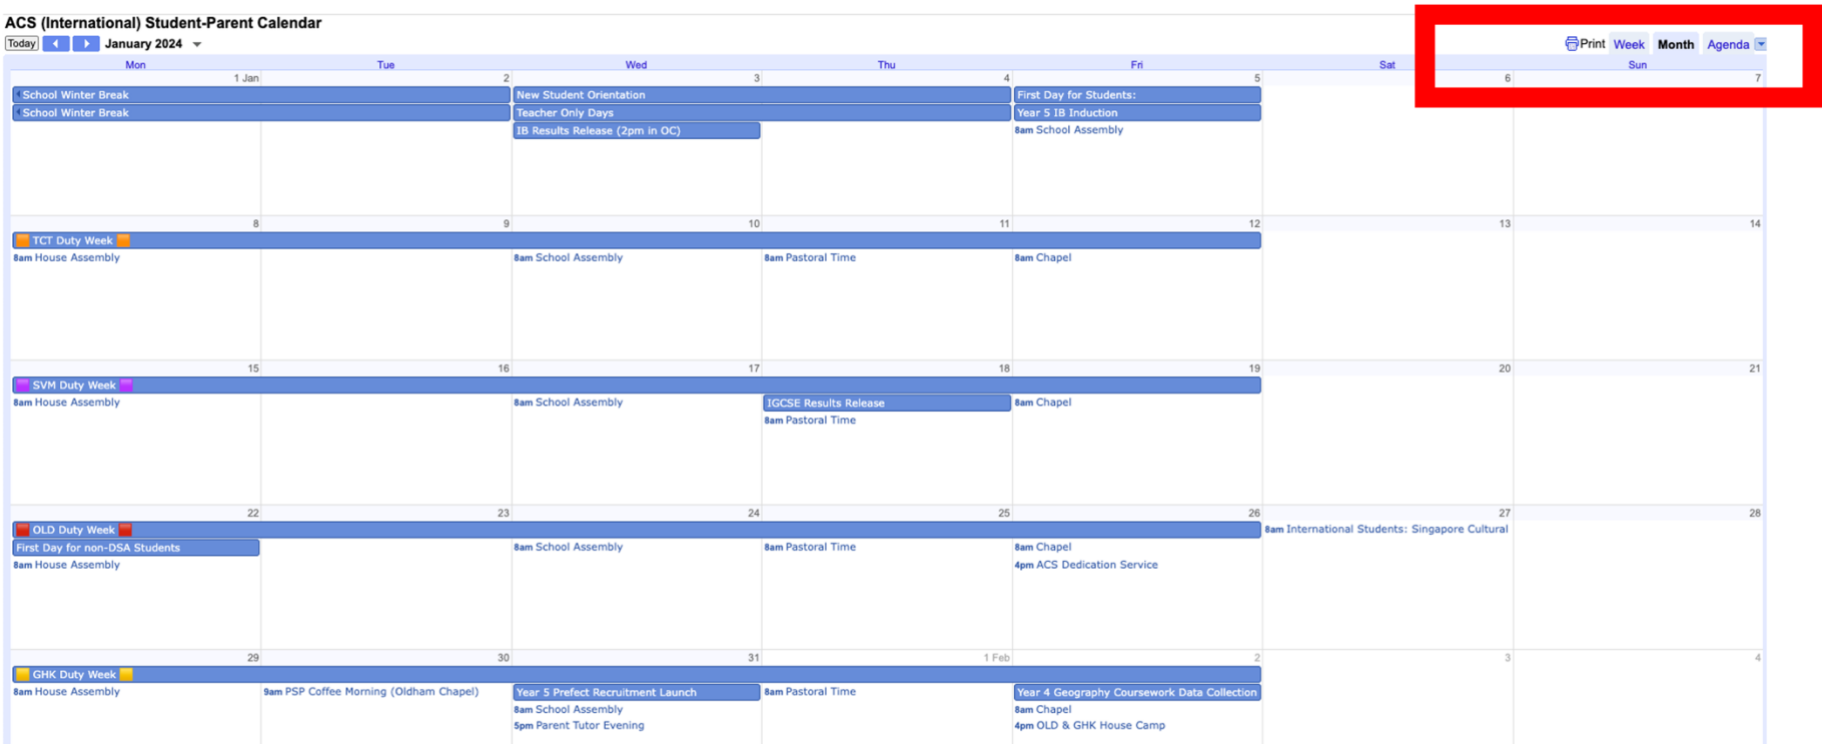 ACS (International) Student-Parent Calendar
Today January 2024 Print Week Month Agenda
Mon Tue Wed Thu Fri Sat Sun
1 Jan 2 3 4 5 6 7
School Winter Break New Student Orientation First Day for Students:
School Winter Break Teacher Only Days Year 5 IB Induction
IB Results Release (2pm in OC) 8am School Assembly
8 9 10 11 12 13 14
TCT Duty Week
8am House Assembly 8am School Assembly 8am Pastoral Time 8am Chapel
15 16 17 18 19 20 21
SVM Duty Week
8am House Assembly 8am School Assembly IGCSE Results Release 8am Chapel
8am Pastoral Time
22 23 24 25 26 27 28
OLD Duty Week 8am International Students: Singapore Cultural
First Day for non-DSA Students 8am School Assembly 8am Pastoral Time 8am Chapel
8am House Assembly 4pm ACS Dedication Service
29 30 31 1 Feb 2 3 4
GHK Duty Week
8am House Assembly 9am PSP Coffee Morning (Oldham Chapel) Year 5 Prefect Recruitment Launch 8am Pastoral Time Year 4 Geography Coursework Data Collection
8am School Assembly 8am Chapel
5pm Parent Tutor Evening 4pm OLD & GHK House Camp